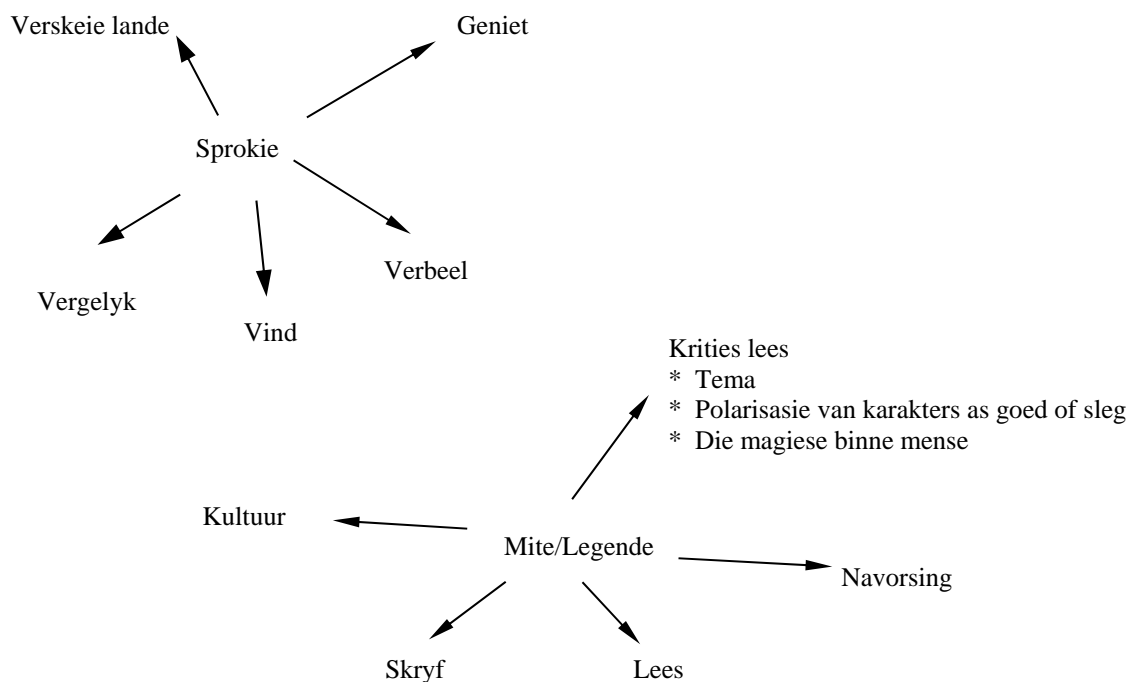 Verskeie lande
Geniet
Sprokie
Verbeel
Vergelyk
Vind
Krities lees
* Tema
* Polarisasie van karakters as goed of sleg
* Die magiese binne mense
Kultuur
Mite/Legende
Navorsing
Skryf
Lees